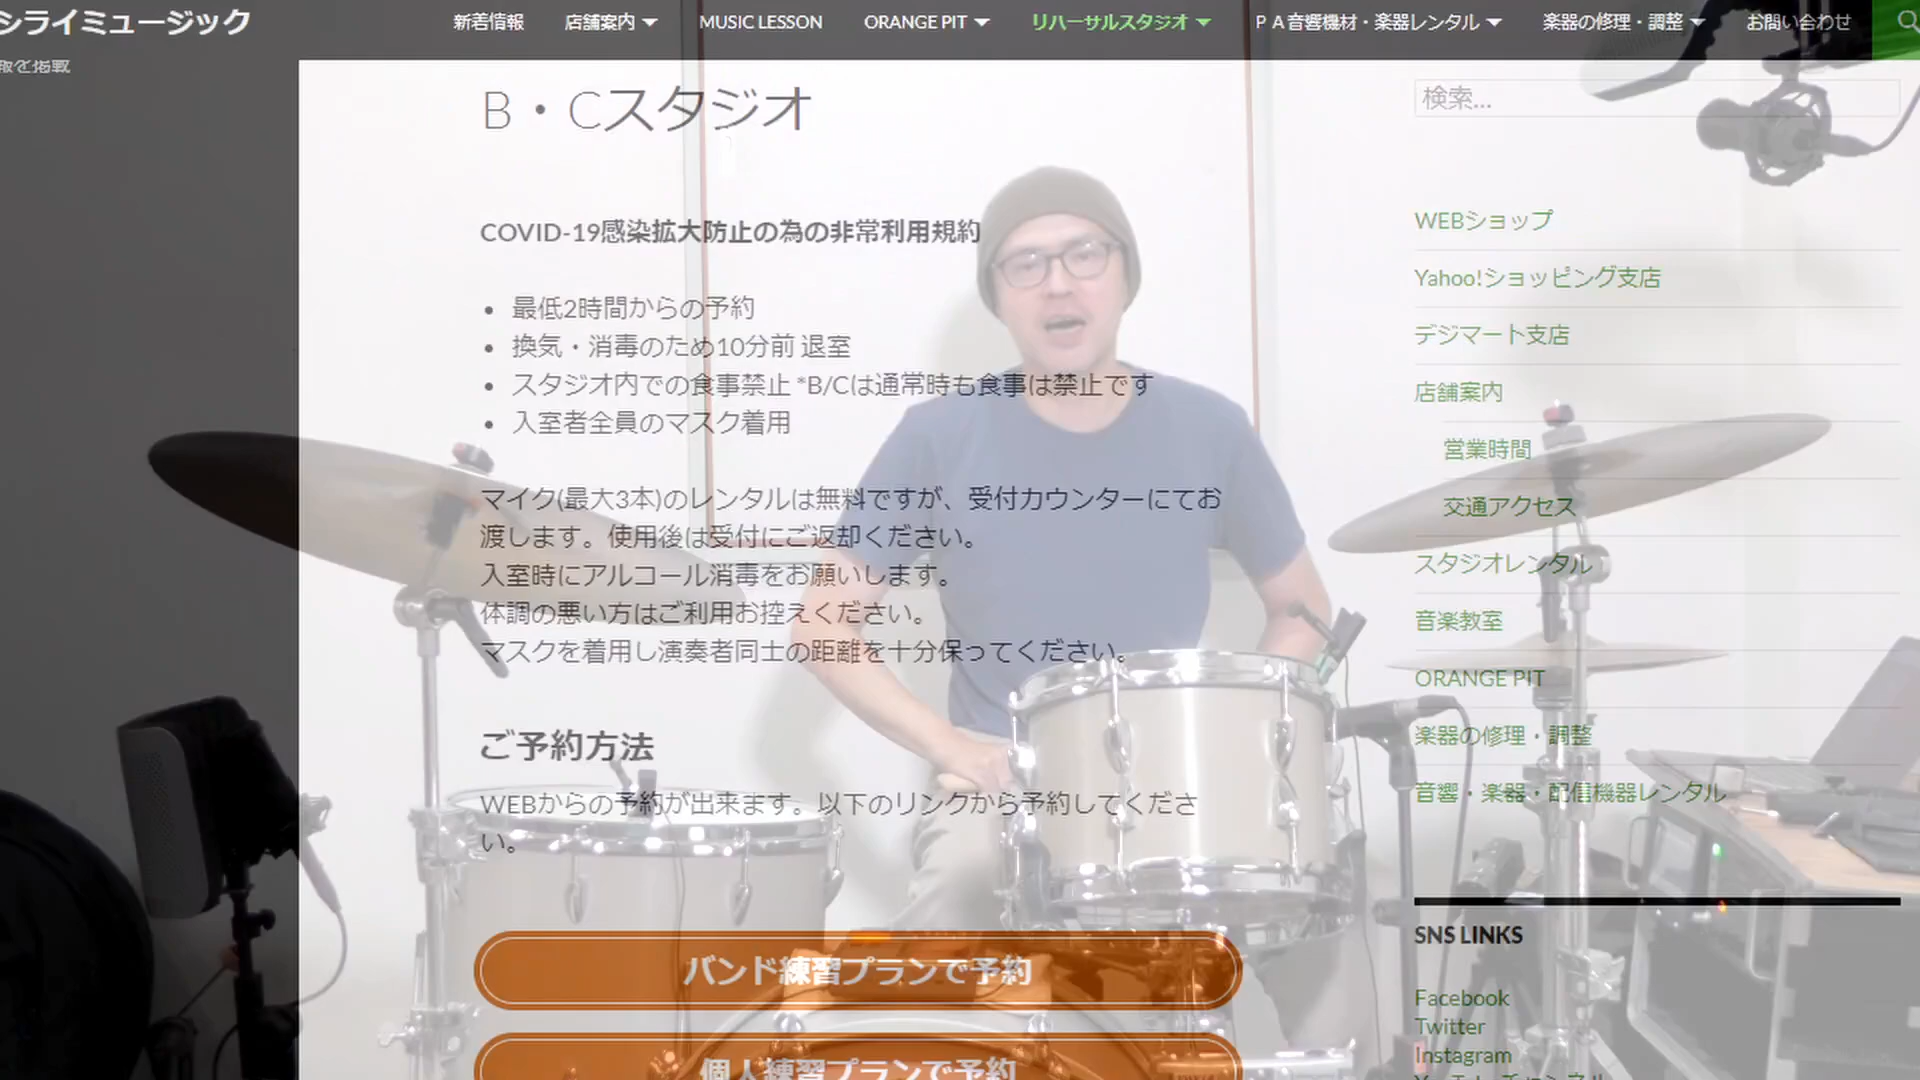 シライミュージック
新着情報 店舗案内 MUSIC LESSON ORANGE PIT リハーサルスタジオ ＰＡ音響機材・楽器レンタル 楽器の修理・調整 お問い合わせ
を掲載
B・Cスタジオ
検索...
COVID-19感染拡大防止の為の非常利用規約
最低2時間からの予約
換気・消毒のため10分前 退室
スタジオ内での食事禁止 *B/Cは通常時も食事は禁止です
入室者全員のマスク着用
マイク(最大3本)のレンタルは無料ですが、受付カウンターにてお
渡します。使用後は受付にご返却ください。
入室時にアルコール消毒をお願いします。
体調の悪い方はご利用お控えください。
マスクを着用し演奏者同士の距離を十分保ってください。
ご予約方法
WEBからの予約が出来ます。以下のリンクから予約してくださ
い。
バンド練習プランで予約
個人練習プランで予約
WEBショップ
Yahoo!ショッピング支店
デジマート支店
店舗案内
営業時間
交通アクセス
スタジオレンタル
音楽教室
ORANGE PIT
楽器の修理・調整
音響・楽器・配信機器レンタル
SNS LINKS
Facebook
Twitter
Instagram
YouTubeチャンネル